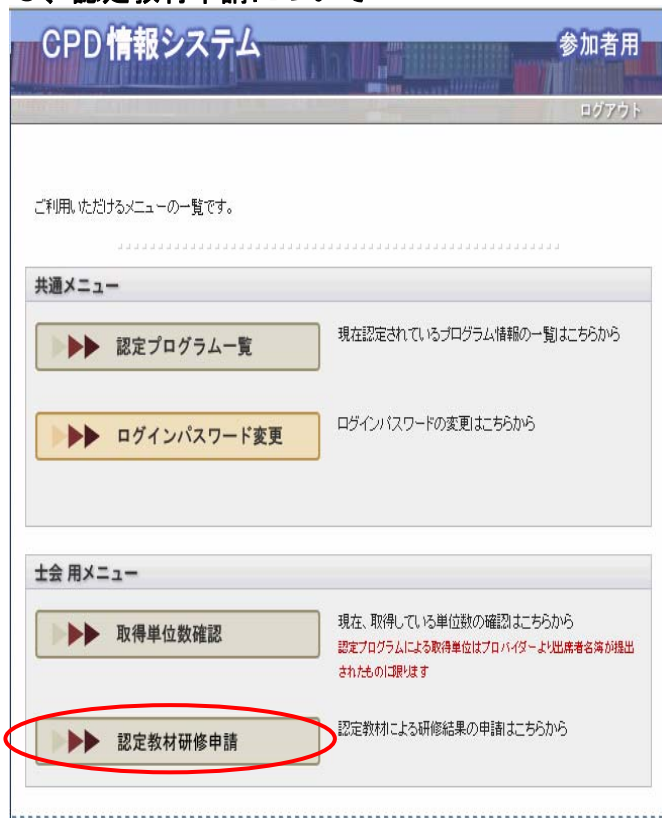 CPD情報システム
参加者用
ログアウト
ご利用いただけるメニューの一覧です。
共通メニュー
認定プログラム一覧
現在認定されているプログラム情報の一覧はこちらから
ログインパスワード変更
ログインパスワードの変更はこちらから
士会 用メニュー
取得単位数確認
現在、取得している単位数の確認はこちらから
認定プログラムによる取得単位はプロバイダーより出席者名簿が提出
されたものに限ります
認定教材研修申請
認定教材による研修結果の申請はこちらから